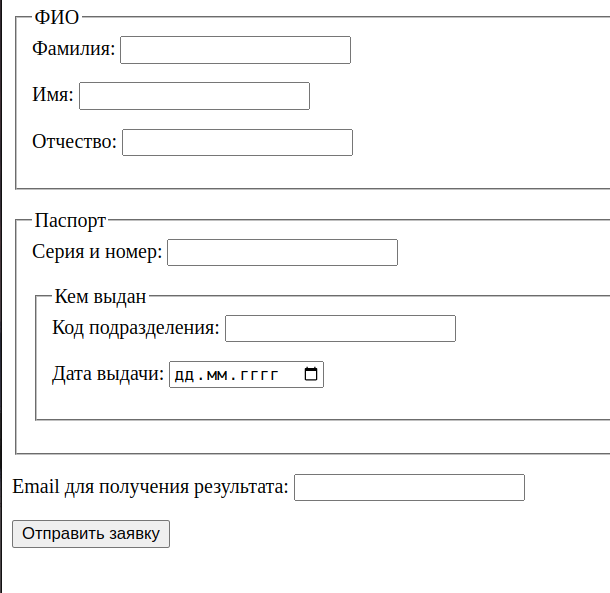 ФИО
Фамилия:
Имя:
Отчество:
Паспорт
Серия и номер:
Кем выдан
Код подразделения:
Дата выдачи: дд.мм.гггг
Email для получения результата:
Отправить заявку